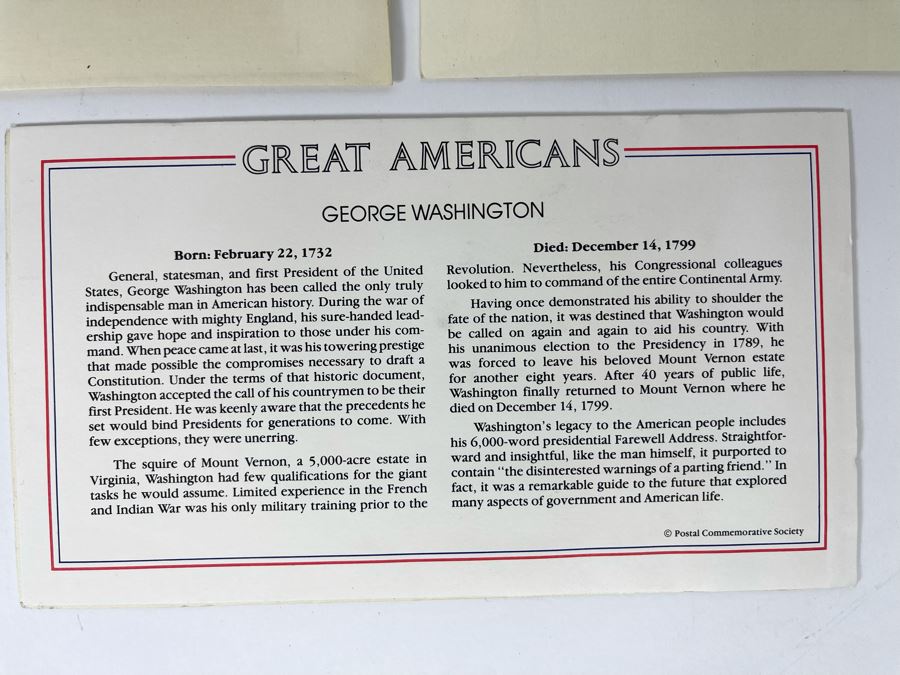 GREAT AMERICANS
GEORGE WASHINGTON
Born: February 22, 1732
General, statesman, and first President of the United
States, George Washington has been called the only truly
indispensable man in American history. During the war of
independence with mighty England, his sure-handed lead-
ership gave hope and inspiration to those under his com-
mand. When peace came at last, it was his towering prestige
that made possible the compromises necessary to draft a
Constitution. Under the terms of that historic document,
Washington accepted the call of his countrymen to be their
first President. He was keenly aware that the precedents he
set would bind Presidents for generations to come. With
few exceptions, they were unerring.
The squire of Mount Vernon, a 5,000-acre estate in
Virginia, Washington had few qualifications for the giant
tasks he would assume. Limited experience in the French
and Indian War was his only military training prior to the
Died: December 14, 1799
Revolution. Nevertheless, his Congressional colleagues
looked to him to command of the entire Continental Army.
Having once demonstrated his ability to shoulder the
fate of the nation, it was destined that Washington would
be called on again and again to aid his country. With
his unanimous election to the Presidency in 1789, he
was forced to leave his beloved Mount Vernon estate
for another eight years. After 40 years of public life,
Washington finally returned to Mount Vernon where he
died on December 14, 1799.
Washington's legacy to the American people includes
his 6,000-word presidential Farewell Address. Straightfor-
ward and insightful, like the man himself, it purported to
contain "the disinterested warnings of a parting friend." In
fact, it was a remarkable guide to the future that explored
many aspects of government and American life.
© Postal Commemorative Society